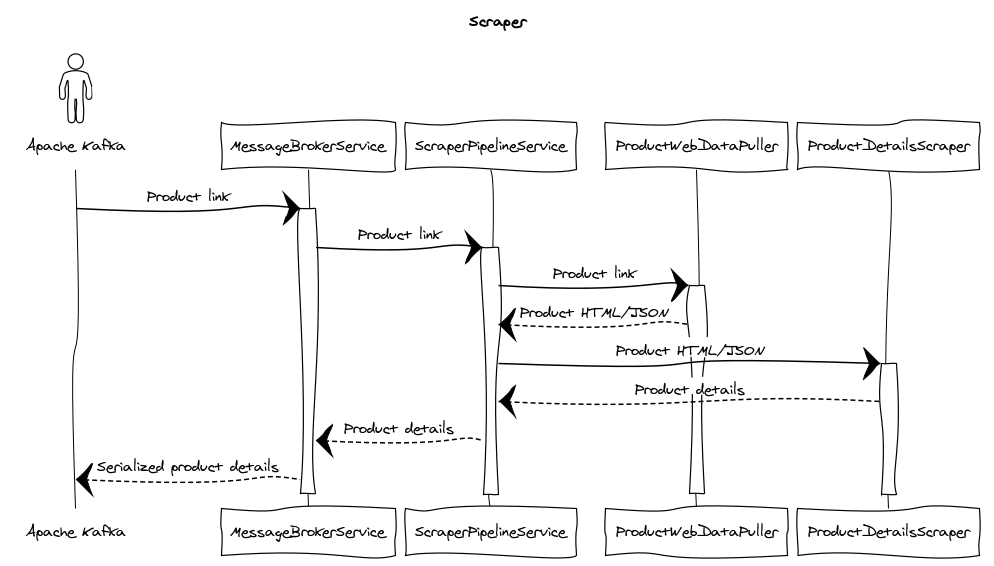 Scraper
Apache Kafka
MessageBrokerService
ScraperPipelineService
ProductWebDataPuller
ProductDetailsScraper
Product link
Product link
Product link
Product HTML/JSON
Product HTML/JSON
Product details
Product details
Serialized product details
Apache Kafka
MessageBrokerService
ScraperPipelineService
ProductWebDataPuller
ProductDetailsScraper